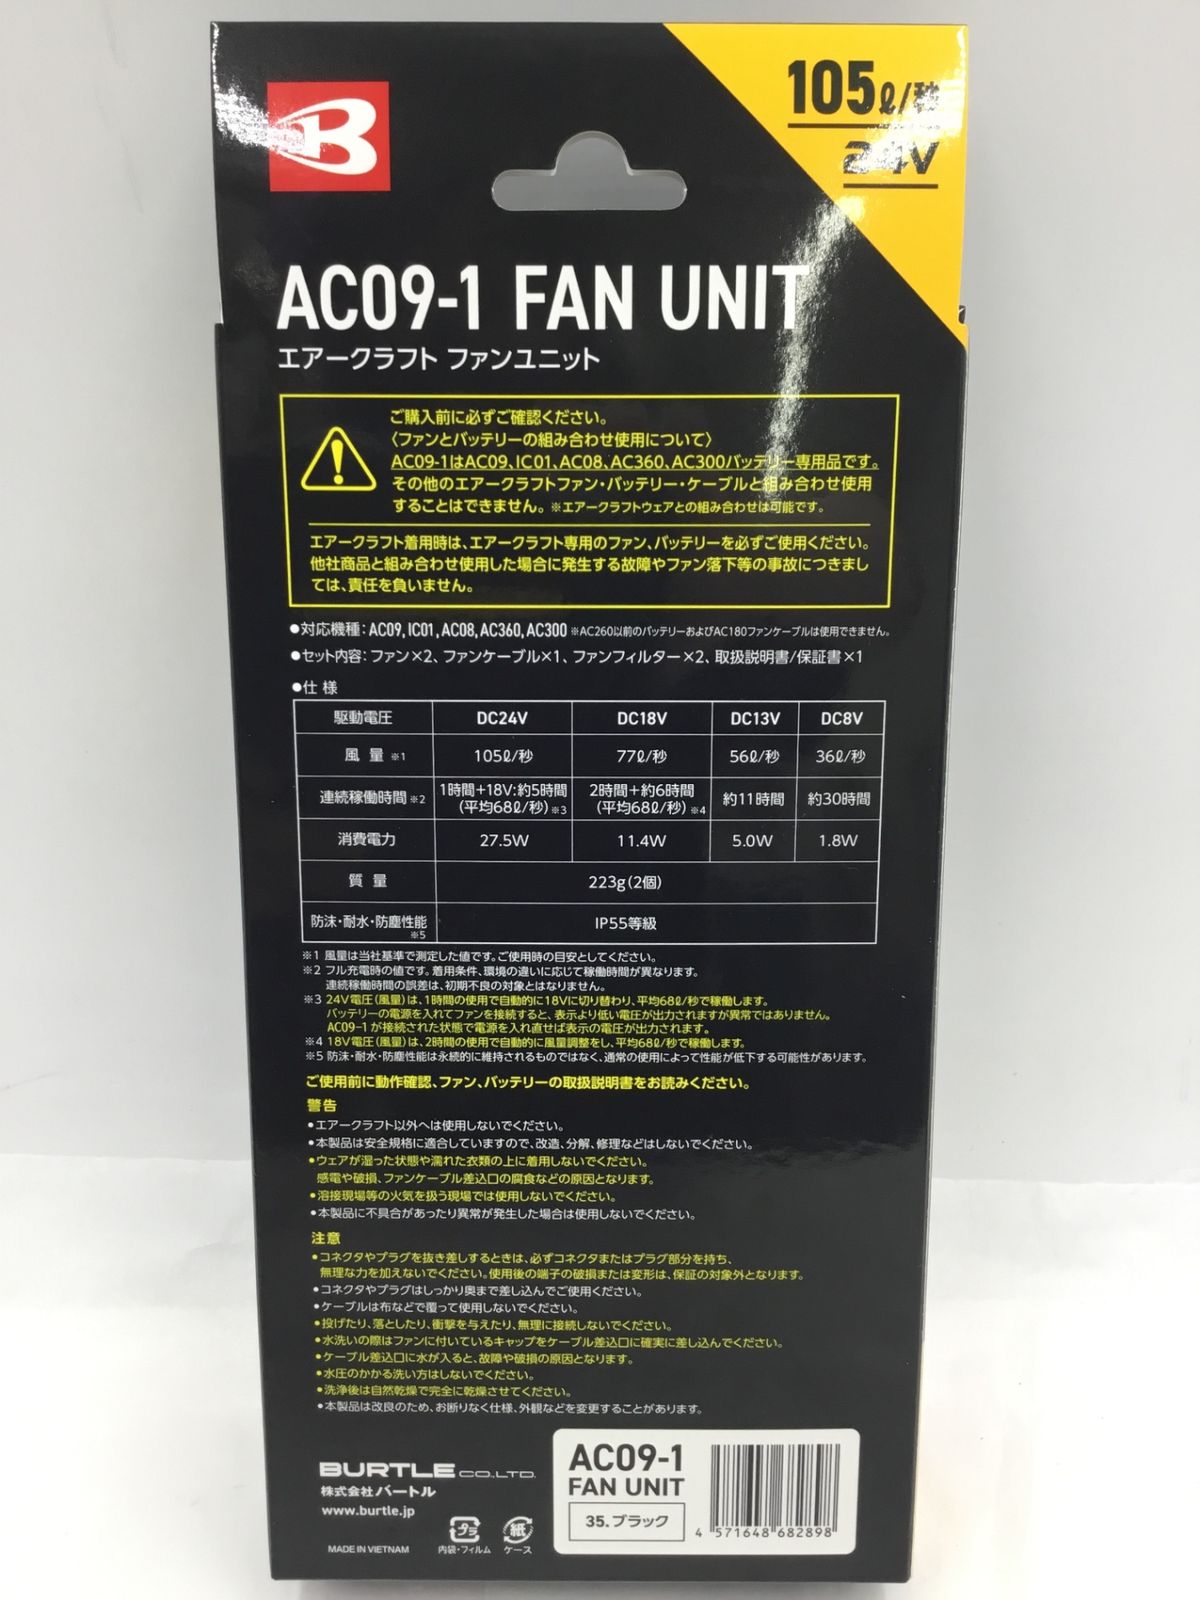 B
105ℓ/秒
24V
AC09-1 FAN UNIT
エアークラフト ファンユニット
ご購入前に必ずご確認ください。
〈ファンとバッテリーの組み合わせ使用について〉
AC09-1はAC09、IC01、AC08、AC360、AC300バッテリー専用品です。
その他のエアークラフトファン・バッテリー・ケーブルと組み合わせ使用
することはできません。※エアークラフトウェアとの組み合わせは可能です。
エアークラフト着用時は、エアークラフト専用のファン、バッテリーを必ずご使用ください。
他社商品と組み合わせ使用した場合に発生する故障やファン落下等の事故につきまし
ては、責任を負いません。
●対応機種：AC09, IC01, AC08, AC360, AC300 ※AC260以前のバッテリーおよびAC180ファンケーブルは使用できません。
●セット内容：ファン×2、ファンケーブル×1、ファンフィルター×2、取扱説明書/保証書×1
●仕 様
駆動電圧 DC24V DC18V DC13V DC8V
風 量 ※1 105ℓ/秒 77ℓ/秒 56ℓ/秒 36ℓ/秒
連続稼働時間 ※2 1時間+18V:約5時間 (平均68ℓ/秒) ※3 2時間+約6時間 (平均68ℓ/秒) ※4 約11時間 約30時間
消費電力 27.5W 11.4W 5.0W 1.8W
質 量 223g(2個)
防沫・耐水・防塵性能 ※5 IP55等級
※1 風量は当社基準で測定した値です。ご使用時の目安としてください。
※2 フル充電時の値です。着用条件、環境の違いに応じて稼働時間が異なります。
連続稼働時間の誤差は、初期不良の対象とはなりません。
※3 24V電圧(風量)は、1時間の使用で自動的に18Vに切り替わり、平均68ℓ/秒で稼働します。
バッテリーの電源を入れてファンを接続すると、表示より低い電圧が出力されますが異常ではありません。
AC09-1が接続された状態で電源を入れ直せば表示の電圧が出力されます。
※4 18V電圧(風量)は、2時間の使用で自動的に風量調整をし、平均68ℓ/秒で稼働します。
※5 防沫・耐水・防塵性能は永続的に維持されるものではなく、通常の使用によって性能が低下する可能性があります。
ご使用前に動作確認、ファン、バッテリーの取扱説明書をお読みください。
警告
•エアークラフト以外へは使用しないでください。
•本製品は安全規格に適合していますので、改造、分解、修理などはしないでください。
•ウェアが湿った状態や濡れた衣類の上に着用しないでください。
感電や破損、ファンケーブル差込口の腐食などの原因となります。
•溶接現場等の火気を扱う現場では使用しないでください。
•本製品に不具合があったり異常が発生した場合は使用しないでください。
注意
•コネクタやプラグを抜き差しするときは、必ずコネクタまたはプラグ部分を持ち、
無理な力を加えないでください。使用後の端子の破損または変形は、保証の対象外となります。
•コネクタやプラグはしっかり奥まで差し込んでご使用ください。
•ケーブルは布などで覆って使用しないでください。
•投げたり、落としたり、衝撃を与えたり、無理に接続しないでください。
•水洗いの際はファンに付いているキャップをケーブル差込口に確実に差し込んでください。
•ケーブル差込口に水が入ると、故障や破損の原因となります。
•水圧のかかる洗い方はしないでください。
•洗浄後は自然乾燥で完全に乾燥させてください。
•本製品は改良のため、お断りなく仕様、外観などを変更することがあります。
BURTLE CO.,LTD.
株式会社バートル
www.burtle.jp
MADE IN VIETNAM
プラ
内袋・フィルム
紙
ケース
AC09-1
FAN UNIT
35.ブラック
4 571648 682898